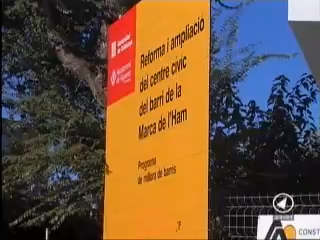 Reforma i ampliació
del centre cívic
del barri de la
Marca de l'Ham
Programa
de millora de barris
CONST